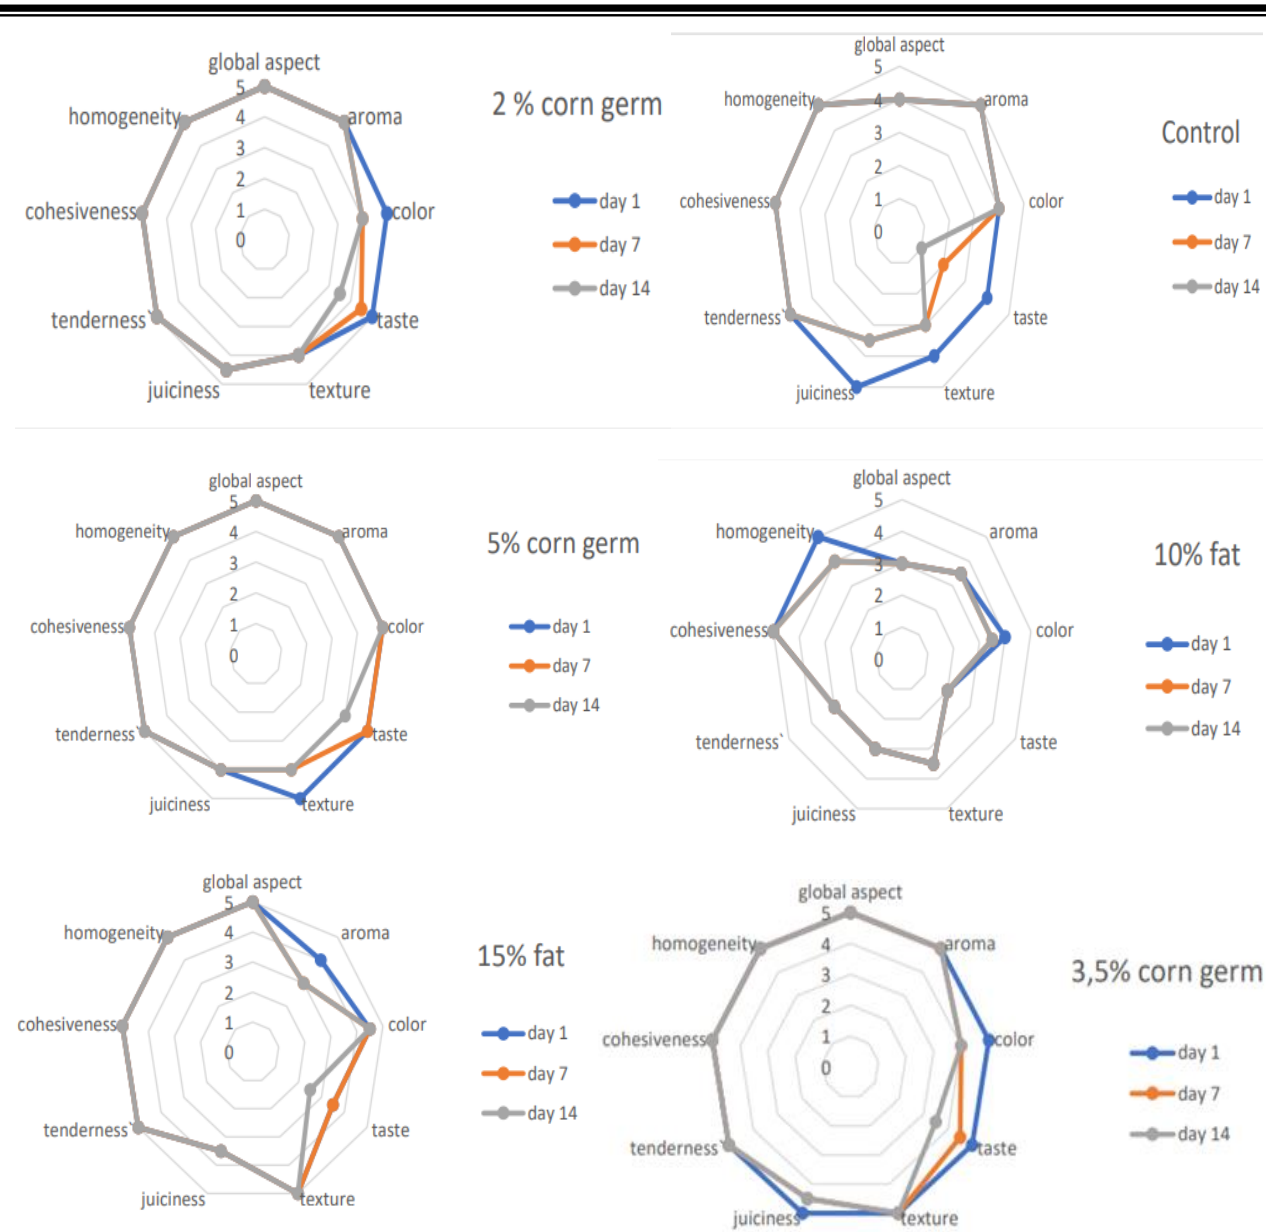 global aspect
5
4
3
2
1
0
homogeneity
aroma
cohesiveness
color
tenderness`
taste
juiciness
texture
2 % corn germ
day 1
day 7
day 14
global aspect
5
4
3
2
1
0
homogeneity
aroma
cohesiveness
color
tenderness`
taste
juiciness
texture
Control
day 1
day 7
day 14
global aspect
5
4
3
2
1
0
homogeneity
aroma
cohesiveness
color
tenderness`
taste
juiciness
texture
5% corn germ
day 1
day 7
day 14
global aspect
5
4
3
2
1
0
homogeneity
aroma
cohesiveness
color
tenderness`
taste
juiciness
texture
10% fat
day 1
day 7
day 14
global aspect
5
4
3
2
1
0
homogeneity
aroma
cohesiveness
color
tenderness`
taste
juiciness
texture
15% fat
day 1
day 7
day 14
global aspect
5
4
3
2
1
0
homogeneity
aroma
cohesiveness
color
tenderness`
taste
juiciness
texture
3,5% corn germ
day 1
day 7
day 14